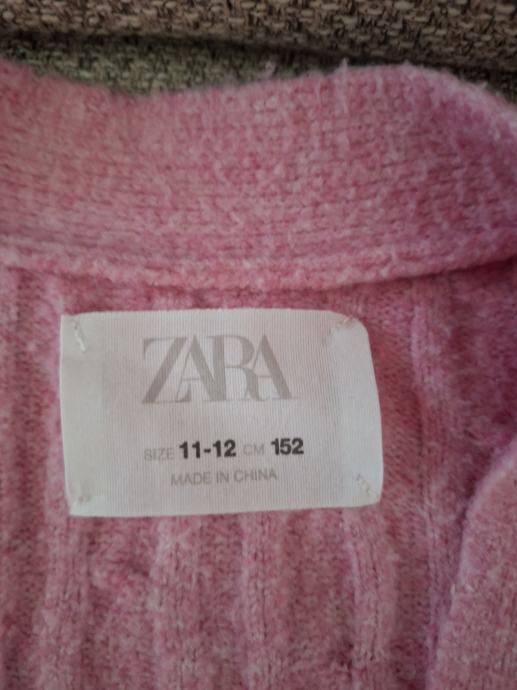 ZARA
SIZE 11-12 CM 152
MADE IN CHINA